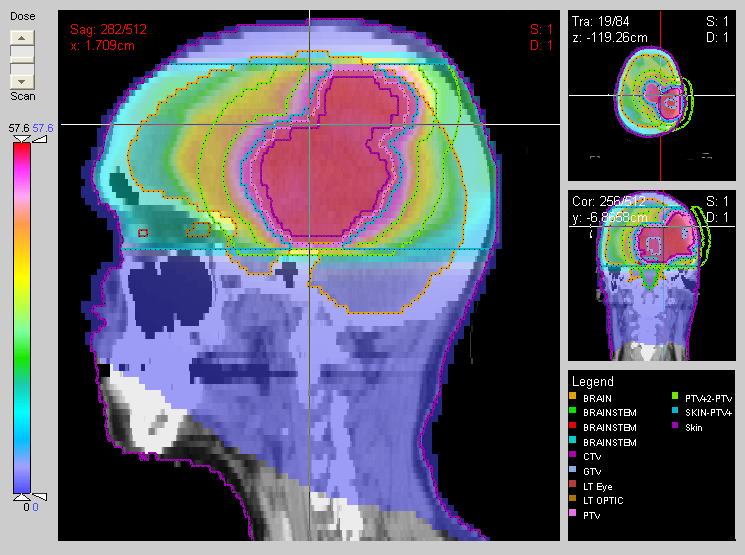 Dose
Scan
57.6 57.6
0 0
Sag: 282/512 S: 1
x: 1.709cm D: 1
Tra: 19/84 S: 1
z: -119.26cm D: 1
Cor: 256/512 S: 1
y: -6.8658cm D: 1
Legend
BRAIN PTV+2-PTV
BRAINSTEM SKIN-PTV+
BRAINSTEM Skin
BRAINSTEM
CTV
GTV
LT Eye
LT OPTIC
PTV